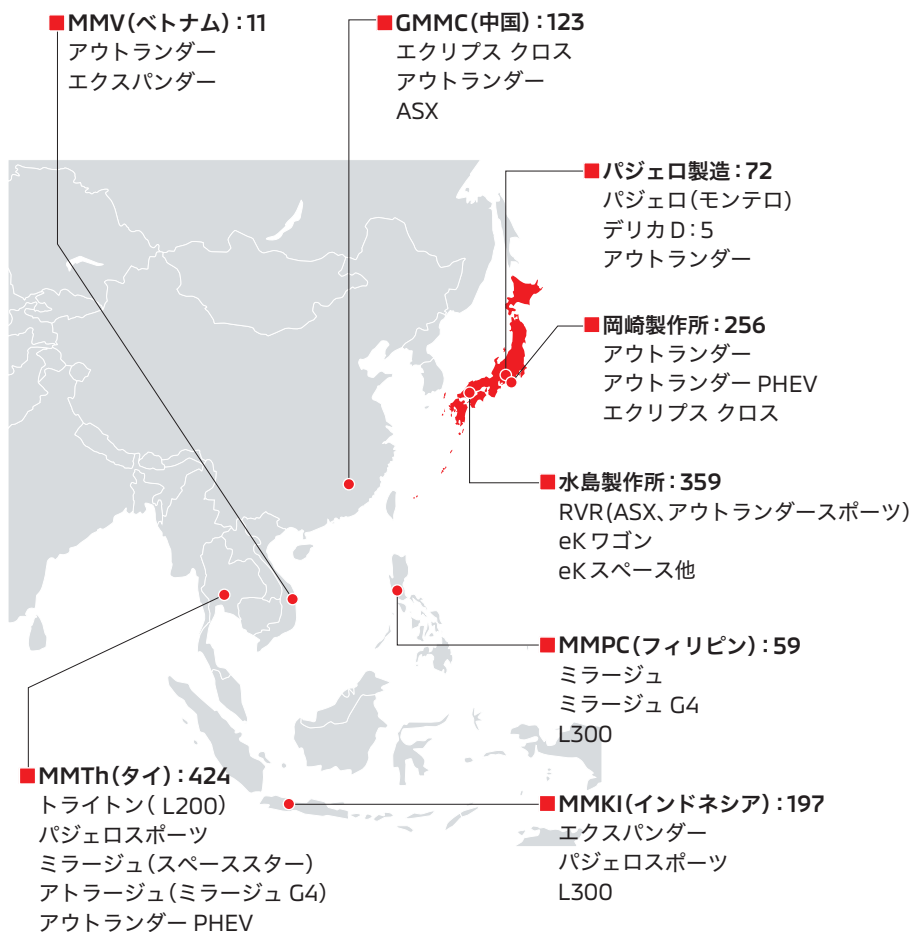 ■MMV(ベトナム):11
アウトランダー
エクスパンダー
■GMMC(中国):123
エクリプス クロス
アウトランダー
ASX
■パジェロ製造:72
パジェロ(モンテロ)
デリカD:5
アウトランダー
■岡崎製作所:256
アウトランダー
アウトランダー PHEV
エクリプス クロス
■水島製作所:359
RVR(ASX、アウトランダースポーツ)
eKワゴン
eKスペース他
■MMPC(フィリピン):59
ミラージュ
ミラージュ G4
L300
■MMTh(タイ):424
トライトン( L200)
パジェロスポーツ
ミラージュ(スペーススター)
アトラージュ(ミラージュ G4)
アウトランダー PHEV
■MMKI(インドネシア):197
エクスパンダー
パジェロスポーツ
L300